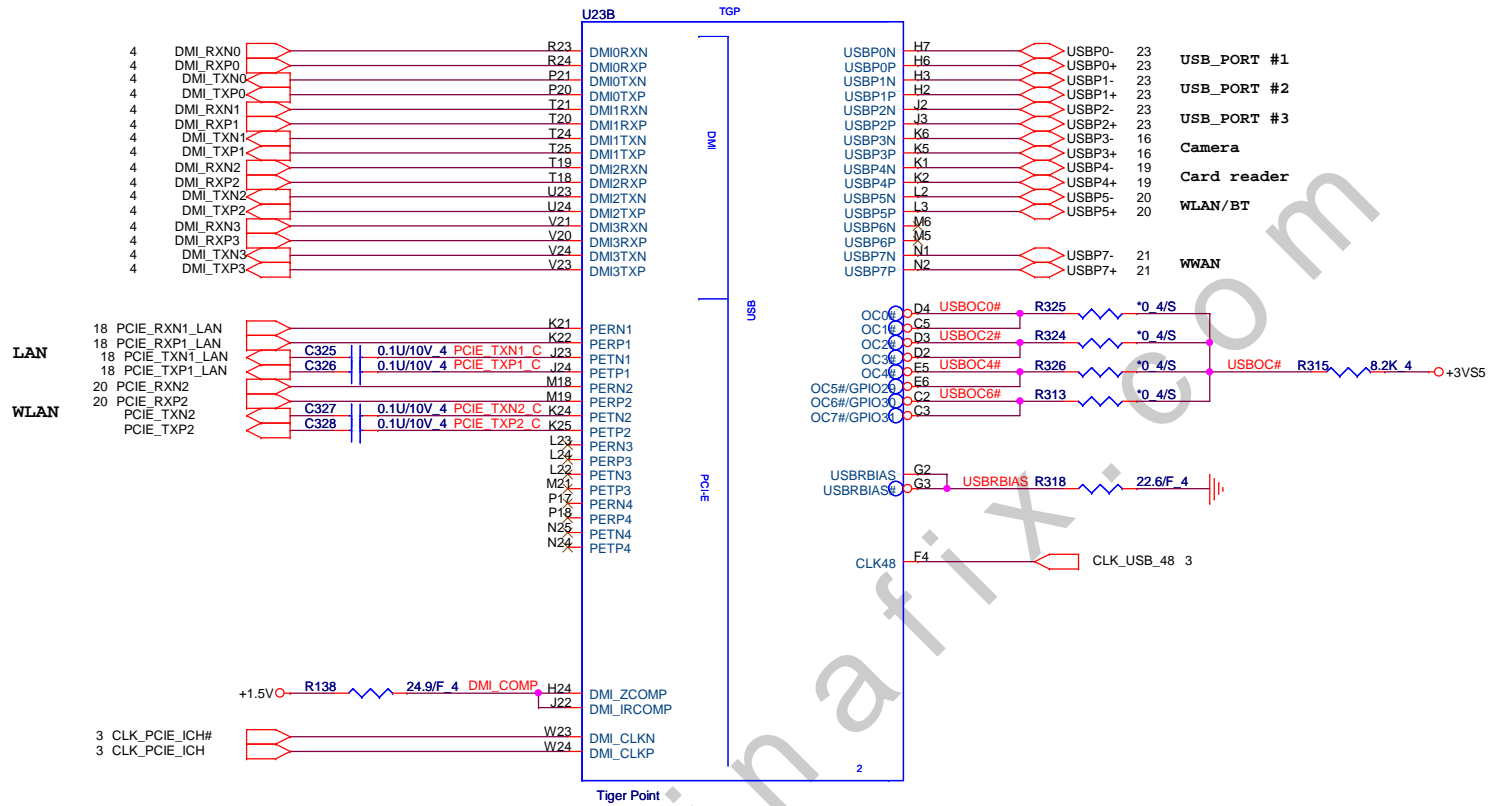 U23B
TGP
4 DMI_RXN0 R23 DMI0RXN
4 DMI_RXP0 R24 DMI0RXP
4 DMI_TXN0 P21 DMI0TXN
4 DMI_TXP0 P20 DMI0TXP
4 DMI_RXN1 T21 DMI1RXN
4 DMI_RXP1 T20 DMI1RXP
4 DMI_TXN1 T24 DMI1TXN
4 DMI_TXP1 T25 DMI1TXP
4 DMI_RXN2 T19 DMI2RXN
4 DMI_RXP2 T18 DMI2RXP
4 DMI_TXN2 U23 DMI2TXN
4 DMI_TXP2 U24 DMI2TXP
4 DMI_RXN3 V21 DMI3RXN
4 DMI_RXP3 V20 DMI3RXP
4 DMI_TXN3 V24 DMI3TXN
4 DMI_TXP3 V23 DMI3TXP
DMI
LAN
18 PCIE_RXN1_LAN K21 PERN1
18 PCIE_RXP1_LAN K22 PERP1
18 PCIE_TXN1_LAN C325 0.1U/10V_4 PCIE_TXN1_C J23 PETN1
18 PCIE_TXP1_LAN C326 0.1U/10V_4 PCIE_TXP1_C J24 PETP1
WLAN
20 PCIE_RXN2 M18 PERN2
20 PCIE_RXP2 M19 PERP2
PCIE_TXN2 C327 0.1U/10V_4 PCIE_TXN2_C K24 PETN2
PCIE_TXP2 C328 0.1U/10V_4 PCIE_TXP2_C K25 PETP2
L23 PERN3
L24 PERP3
L22 PETN3
M21 PETP3
P17 PERN4
P18 PERP4
N25 PETN4
N24 PETP4
PCI-E
+1.5V R138 24.9/F_4 DMI_COMP H24 DMI_ZCOMP
J22 DMI_IRCOMP
3 CLK_PCIE_ICH# W23 DMI_CLKN
3 CLK_PCIE_ICH W24 DMI_CLKP
USBP0N H7 USBP0- 23
USBP0P H6 USBP0+ 23
USB_PORT #1
USBP1N H3 USBP1- 23
USBP1P H2 USBP1+ 23
USB_PORT #2
USBP2N J2 USBP2- 23
USBP2P J3 USBP2+ 23
USB_PORT #3
USBP3N K6 USBP3- 16
USBP3P K5 USBP3+ 16
Camera
USBP4N K1 USBP4- 19
USBP4P K2 USBP4+ 19
Card reader
USBP5N L2 USBP5- 20
USBP5P L3 USBP5+ 20
WLAN/BT
USBP6N M6
USBP6P M5
USBP7N N1 USBP7- 21
USBP7P N2 USBP7+ 21
WWAN
USB
OC0# D4 USBOC0# R325 *0_4/S
OC1# C5
OC2# D3 USBOC2# R324 *0_4/S
OC3# D2
OC4# E5 USBOC4# R326 *0_4/S
USBOC# R315 8.2K_4 +3VS5
OC5#/GPIO29 E6
OC6#/GPIO30 C2 USBOC6# R313 *0_4/S
OC7#/GPIO31 C3
USBRBIAS G2
USBRBIAS# G3 USBRBIAS R318 22.6/F_4
CLK48 F4 CLK_USB_48 3
2
Tiger Point
inafix.com